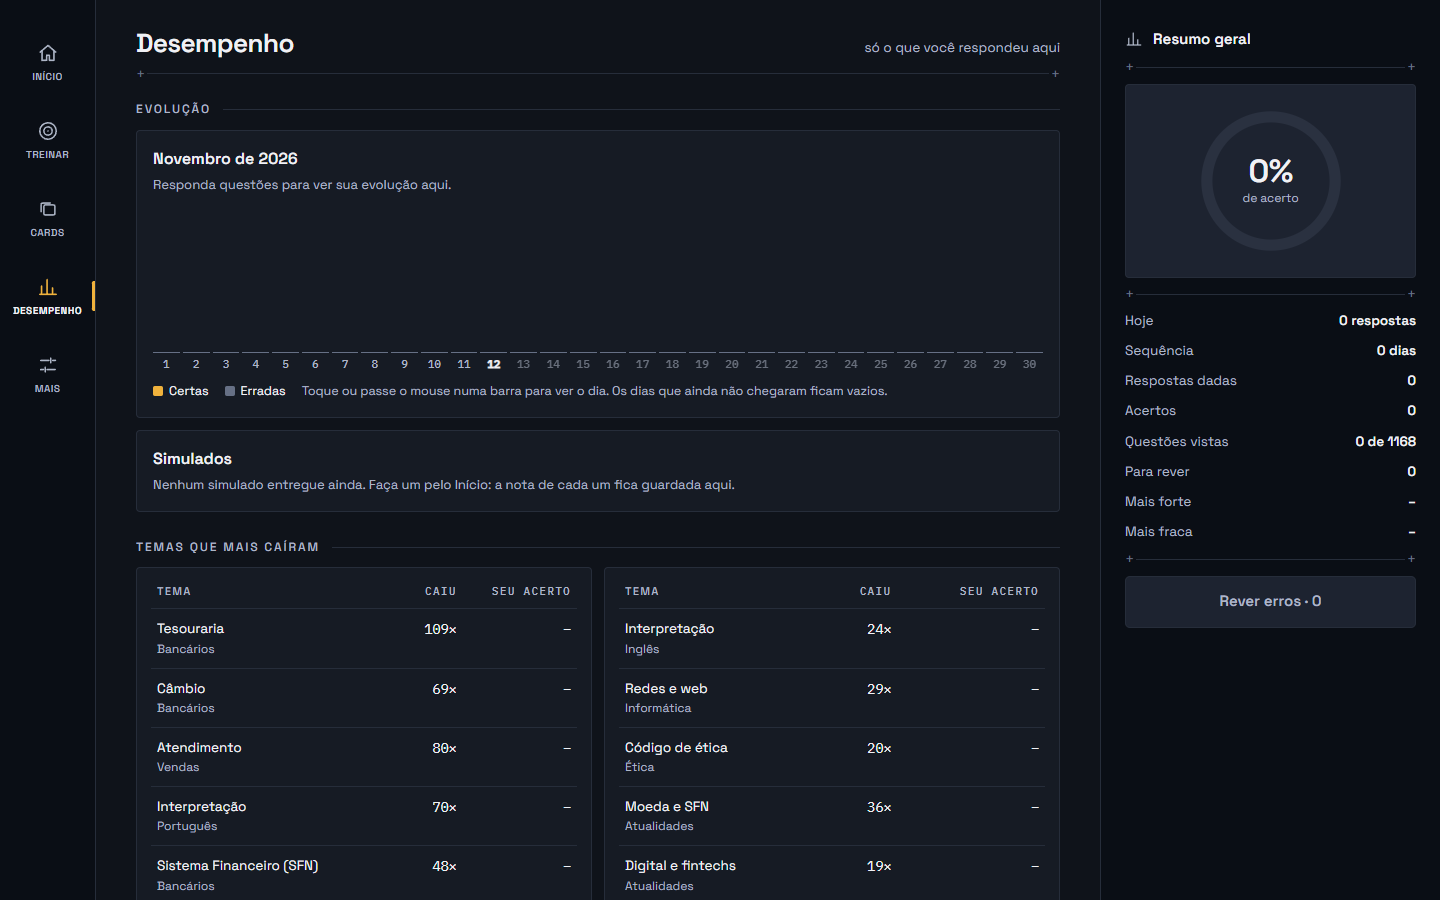 INÍCIO
TREINAR
CARDS
DESEMPENHO
MAIS
Desempenho
só o que você respondeu aqui
EVOLUÇÃO
Novembro de 2026
Responda questões para ver sua evolução aqui.
1 2 3 4 5 6 7 8 9 10 11 12 13 14 15 16 17 18 19 20 21 22 23 24 25 26 27 28 29 30
Certas Erradas Toque ou passe o mouse numa barra para ver o dia. Os dias que ainda não chegaram ficam vazios.
Simulados
Nenhum simulado entregue ainda. Faça um pelo Início: a nota de cada um fica guardada aqui.
TEMAS QUE MAIS CAÍRAM
TEMA CAIU SEU ACERTO
Tesouraria 109× –
Bancários
Câmbio 69× –
Bancários
Atendimento 80× –
Vendas
Interpretação 70× –
Português
Sistema Financeiro (SFN) 48× –
Bancários
TEMA CAIU SEU ACERTO
Interpretação 24× –
Inglês
Redes e web 29× –
Informática
Código de ética 20× –
Ética
Moeda e SFN 36× –
Atualidades
Digital e fintechs 19× –
Atualidades
Resumo geral
0%
de acerto
Hoje 0 respostas
Sequência 0 dias
Respostas dadas 0
Acertos 0
Questões vistas 0 de 1168
Para rever 0
Mais forte –
Mais fraca –
Rever erros · 0